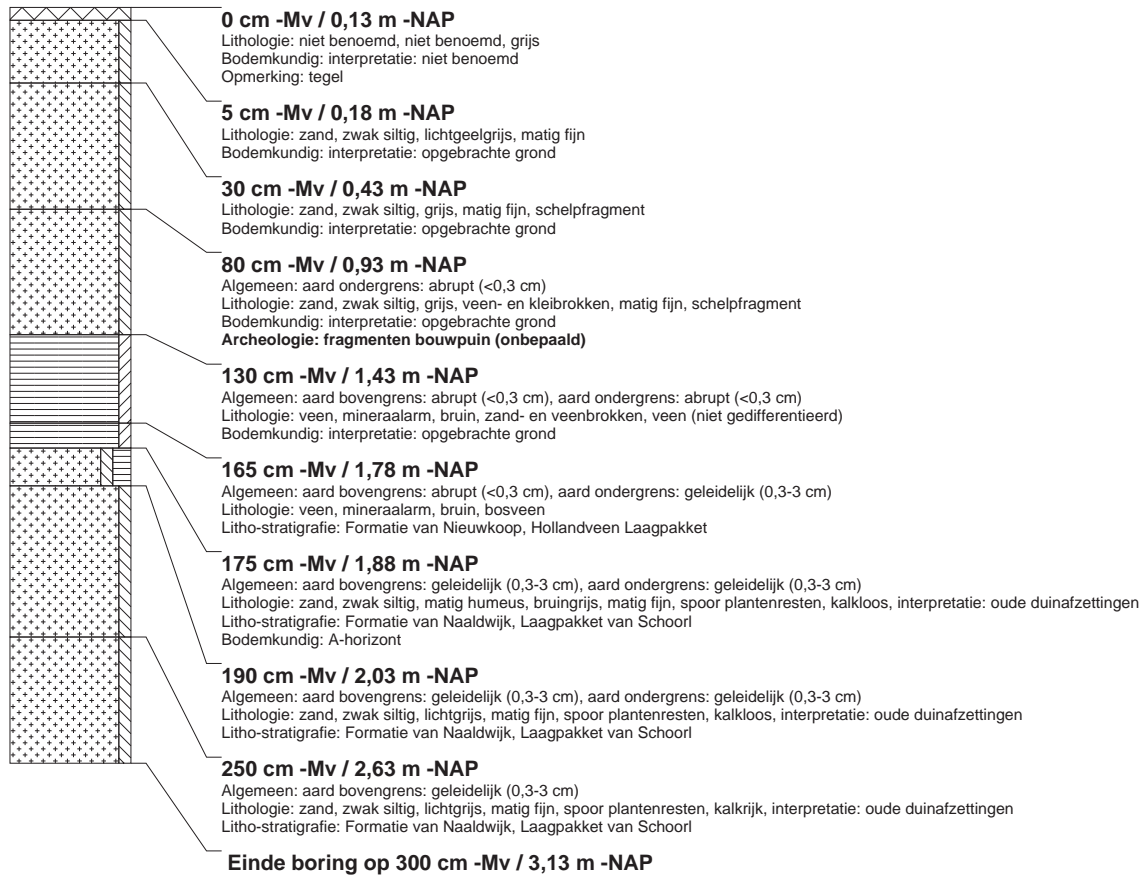 0 cm -Mv / 0,13 m -NAP
Lithologie: niet benoemd, niet benoemd, grijs
Bodemkundig: interpretatie: niet benoemd
Opmerking: tegel
5 cm -Mv / 0,18 m -NAP
Lithologie: zand, zwak siltig, lichtgeelgrijs, matig fijn
Bodemkundig: interpretatie: opgebrachte grond
30 cm -Mv / 0,43 m -NAP
Lithologie: zand, zwak siltig, grijs, matig fijn, schelpfragment
Bodemkundig: interpretatie: opgebrachte grond
80 cm -Mv / 0,93 m -NAP
Algemeen: aard ondergrens: abrupt (<0,3 cm)
Lithologie: zand, zwak siltig, grijs, veen- en kleibrokken, matig fijn, schelpfragment
Bodemkundig: interpretatie: opgebrachte grond
Archeologie: fragmenten bouwpuin (onbepaald)
130 cm -Mv / 1,43 m -NAP
Algemeen: aard bovengrens: abrupt (<0,3 cm), aard ondergrens: abrupt (<0,3 cm)
Lithologie: veen, mineraalarm, bruin, zand- en veenbrokken, veen (niet gedifferentieerd)
Bodemkundig: interpretatie: opgebrachte grond
165 cm -Mv / 1,78 m -NAP
Algemeen: aard bovengrens: abrupt (<0,3 cm), aard ondergrens: geleidelijk (0,3-3 cm)
Lithologie: veen, mineraalarm, bruin, bosveen
Litho-stratigrafie: Formatie van Nieuwkoop, Hollandveen Laagpakket
175 cm -Mv / 1,88 m -NAP
Algemeen: aard bovengrens: geleidelijk (0,3-3 cm), aard ondergrens: geleidelijk (0,3-3 cm)
Lithologie: zand, zwak siltig, matig humeus, bruingrijs, matig fijn, spoor plantenresten, kalkloos, interpretatie: oude duinafzettingen
Litho-stratigrafie: Formatie van Naaldwijk, Laagpakket van Schoorl
Bodemkundig: A-horizont
190 cm -Mv / 2,03 m -NAP
Algemeen: aard bovengrens: geleidelijk (0,3-3 cm), aard ondergrens: geleidelijk (0,3-3 cm)
Lithologie: zand, zwak siltig, lichtgrijs, matig fijn, spoor plantenresten, kalkloos, interpretatie: oude duinafzettingen
Litho-stratigrafie: Formatie van Naaldwijk, Laagpakket van Schoorl
250 cm -Mv / 2,63 m -NAP
Algemeen: aard bovengrens: geleidelijk (0,3-3 cm)
Lithologie: zand, zwak siltig, lichtgrijs, matig fijn, spoor plantenresten, kalkrijk, interpretatie: oude duinafzettingen
Litho-stratigrafie: Formatie van Naaldwijk, Laagpakket van Schoorl
Einde boring op 300 cm -Mv / 3,13 m -NAP